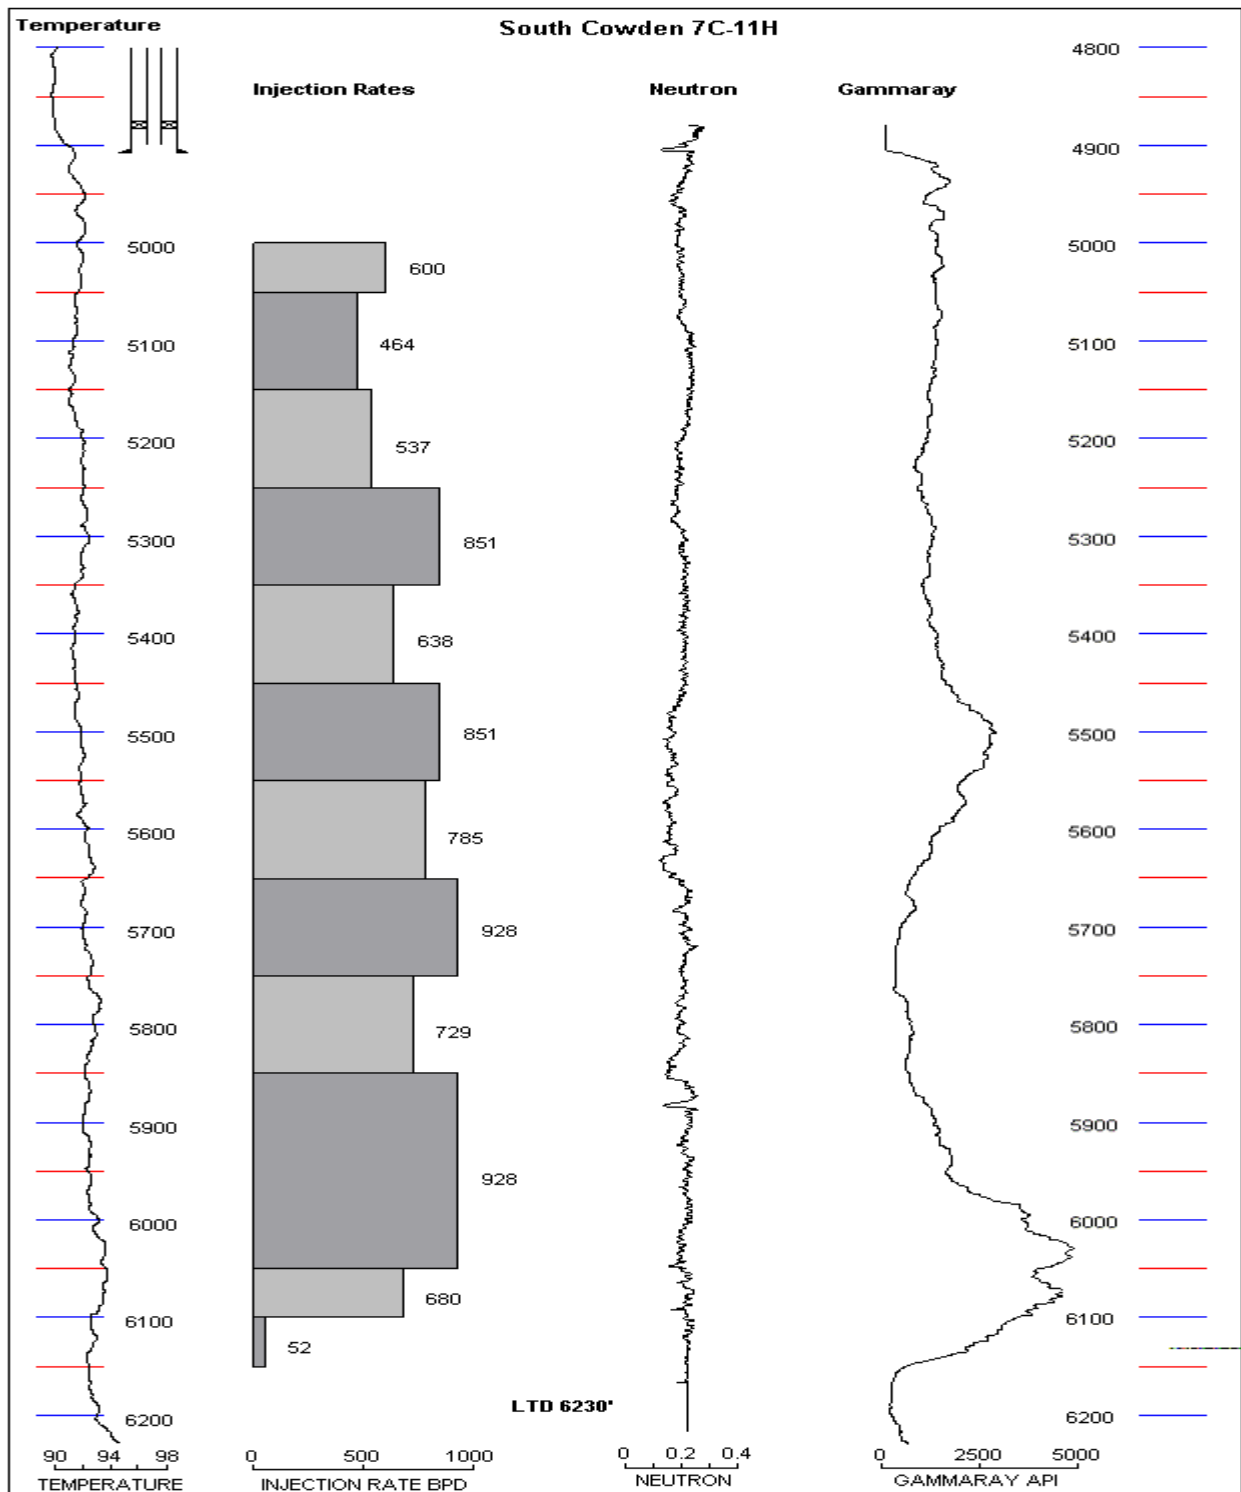 Temperature South Cowden 7C-11H
4800
Injection Rates Neutron Gammaray
4900
5000 5000
600
5100 464 5100
5200 537 5200
5300 851 5300
5400 638 5400
5500 851 5500
5600 785 5600
5700 928 5700
5800 729 5800
5900 5900
928
6000 6000
680
6100 6100
52
LTD 6230'
6200 6200
90 94 98 0 500 1000 0 0.2 0.4 0 2500 5000
TEMPERATURE INJECTION RATE BPD NEUTRON GAMMARAY API